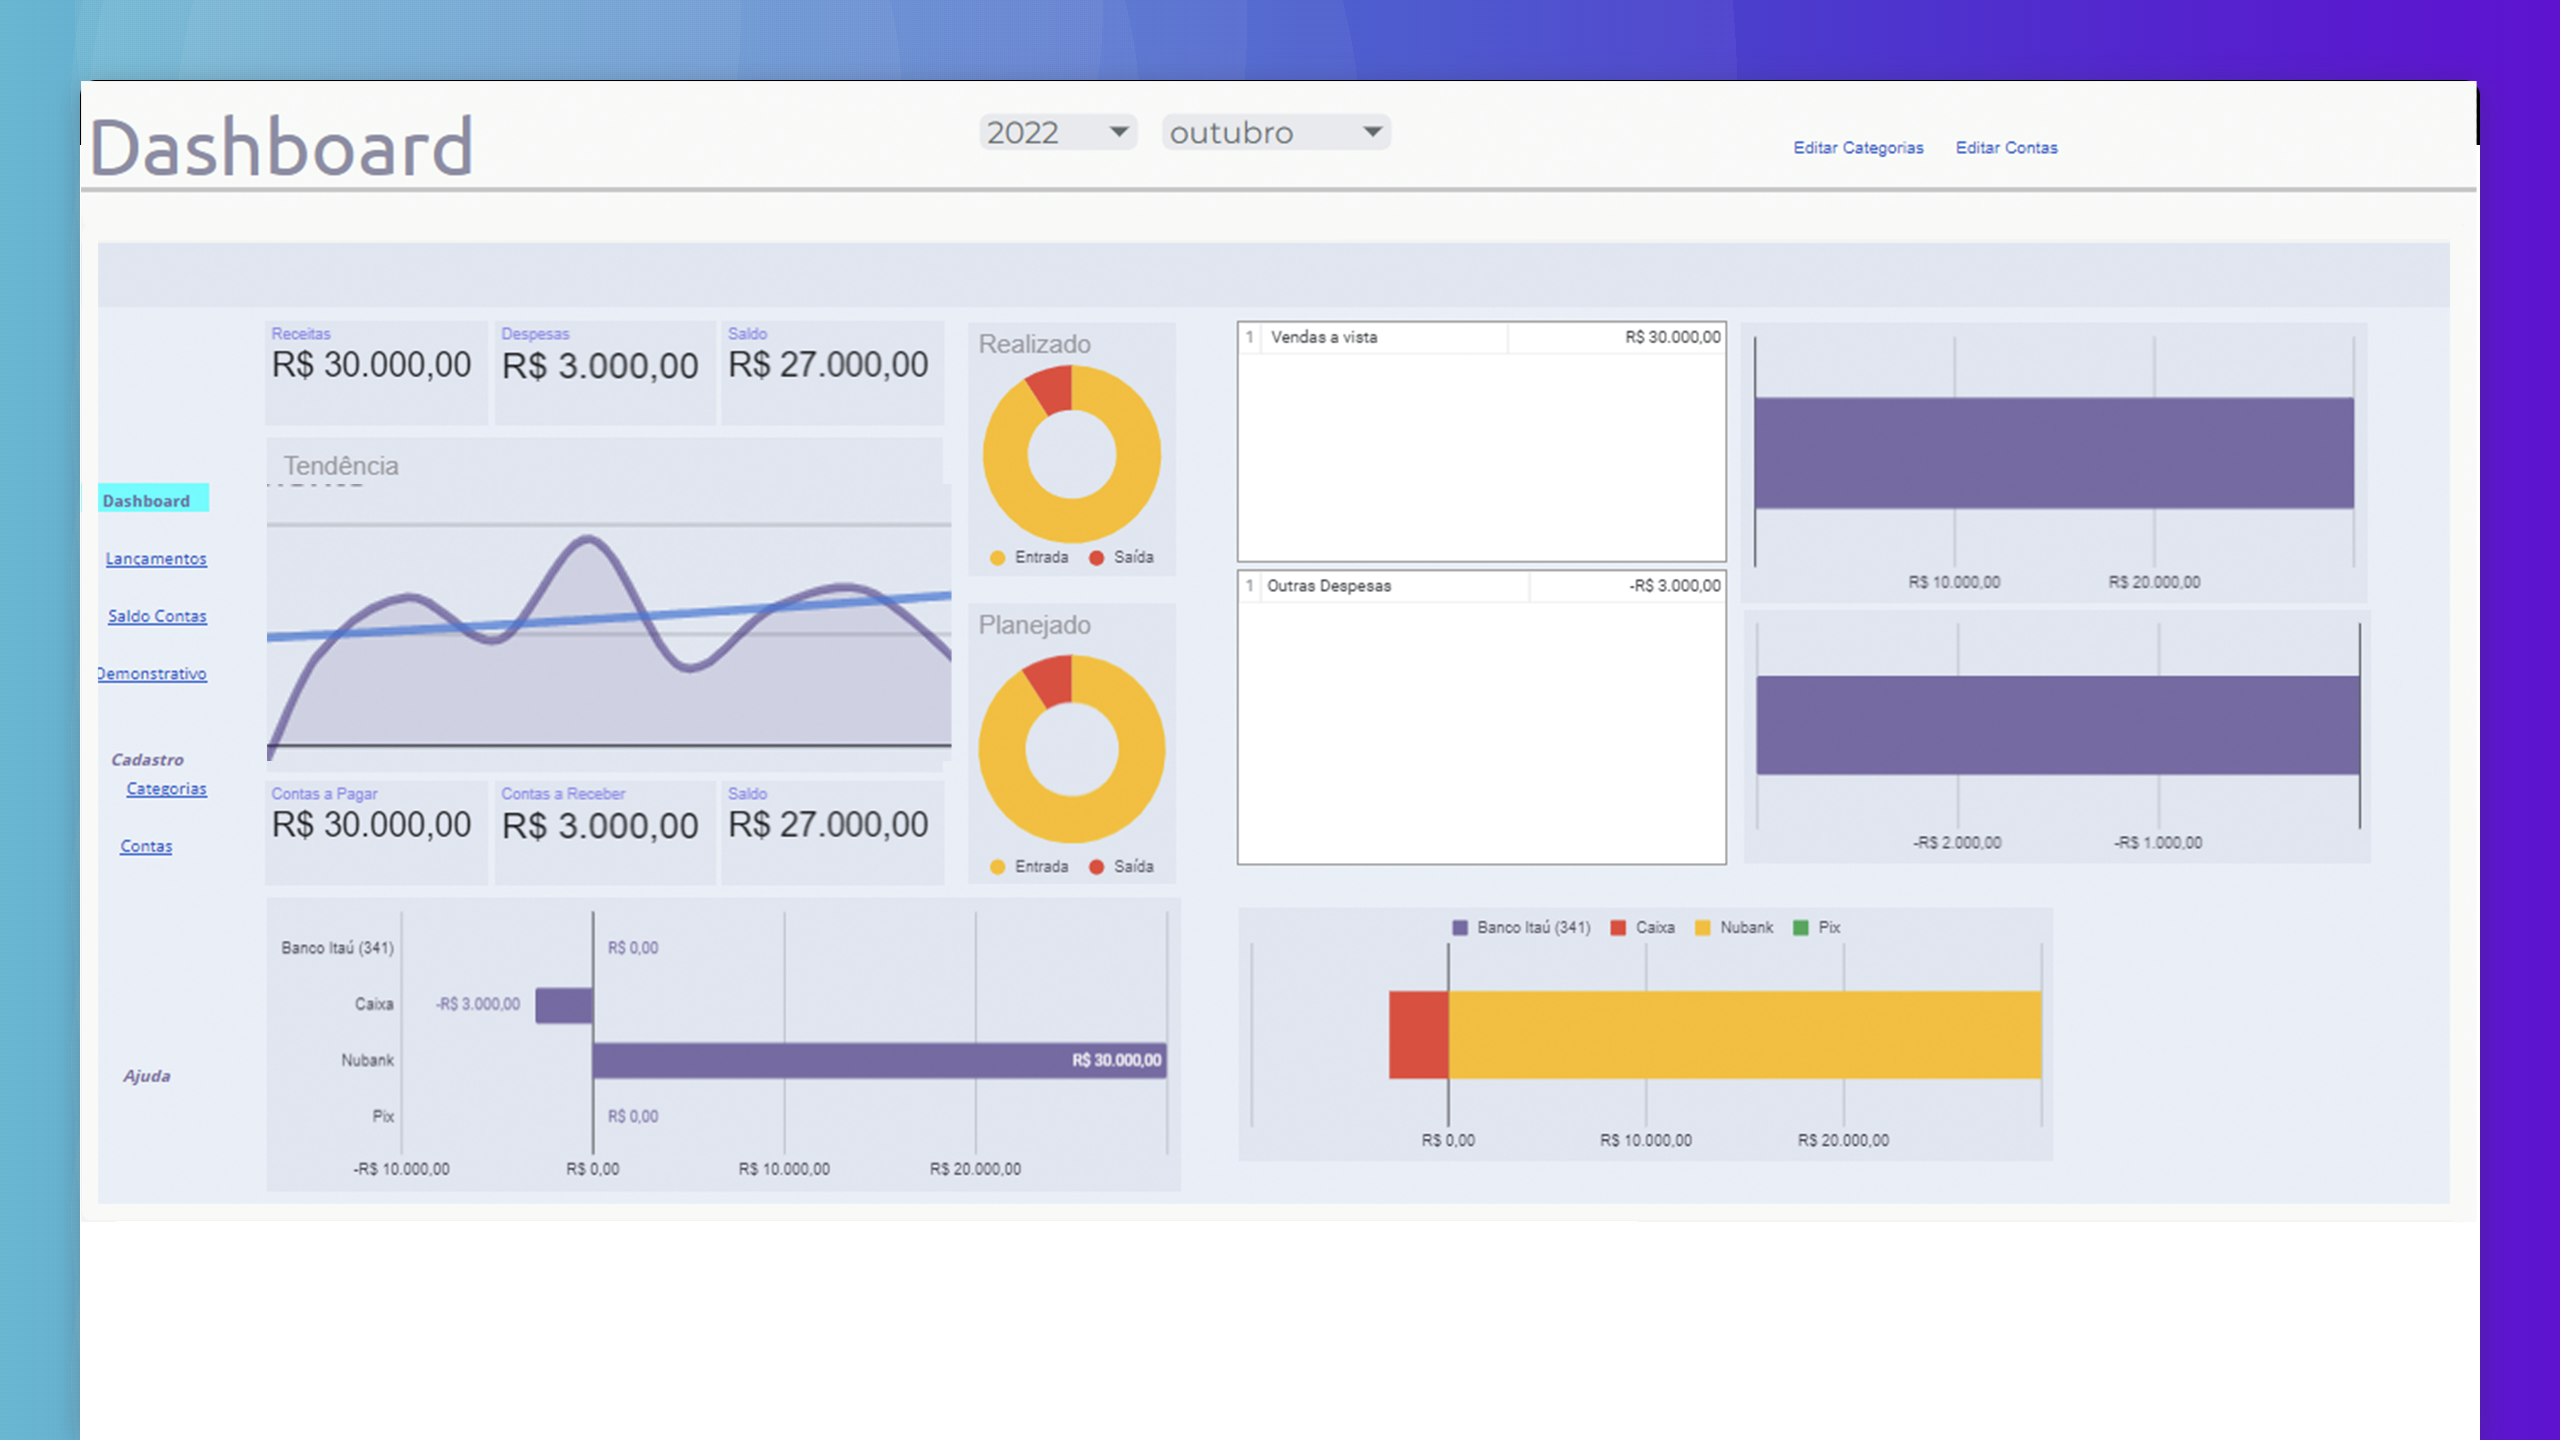 Dashboard
2022
outubro
Editar Categorias
Editar Contas
Dashboard
Lançamentos
Saldo Contas
Demonstrativo
Cadastro
Categorias
Contas
Ajuda
Receitas
R$ 30.000,00
Despesas
R$ 3.000,00
Saldo
R$ 27.000,00
Tendência
Contas a Pagar
R$ 30.000,00
Contas a Receber
R$ 3.000,00
Saldo
R$ 27.000,00
Realizado
Entrada Saída
Planejado
Entrada Saída
1 Vendas a vista R$ 30.000,00
1 Outras Despesas -R$ 3.000,00
R$ 10.000,00 R$ 20.000,00
-R$ 2.000,00 -R$ 1.000,00
Banco Itaú (341) R$ 0,00
Caixa -R$ 3.000,00
Nubank R$ 30.000,00
Pix R$ 0,00
-R$ 10.000,00 R$ 0,00 R$ 10.000,00 R$ 20.000,00
Banco Itaú (341) Caixa Nubank Pix
R$ 0,00 R$ 10.000,00 R$ 20.000,00